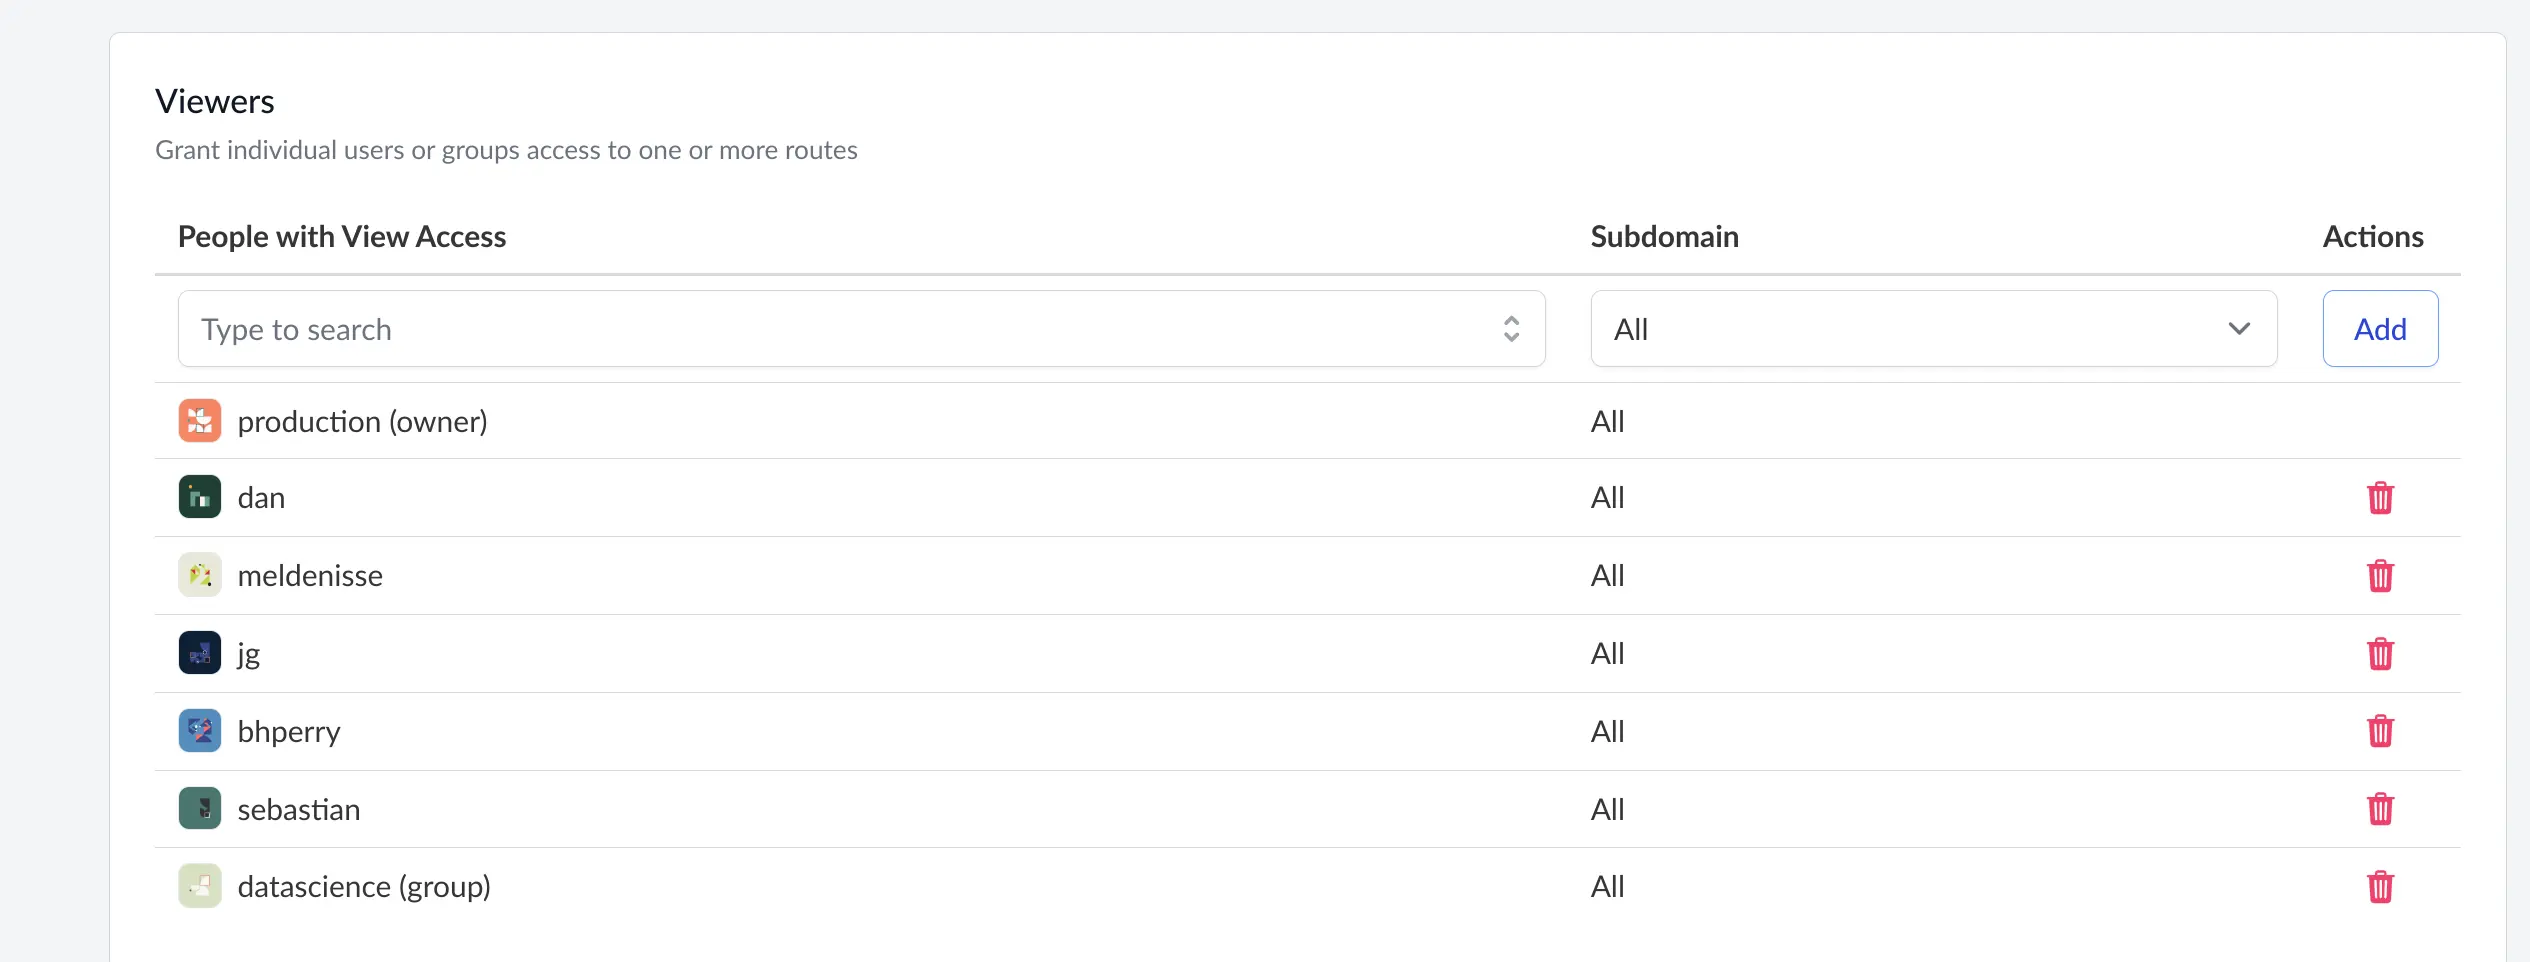 Viewers
Grant individual users or groups access to one or more routes
People with View Access Subdomain Actions
Type to search All Add
production (owner) All
dan All
meldenisse All
jg All
bhperry All
sebastian All
datascience (group) All